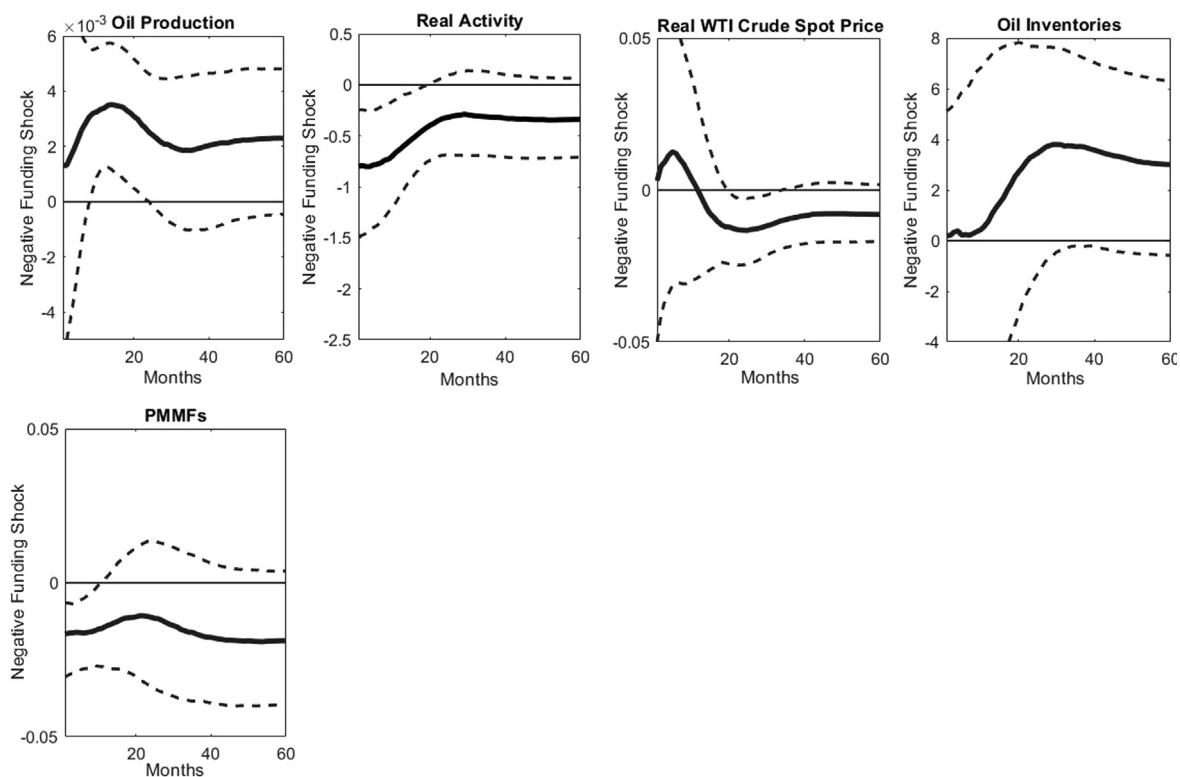 Oil Production
6 ×10⁻³
4
2
0
-2
-4
20 40 60
Months
Negative Funding Shock
Real Activity
0.5
0
-0.5
-1
-1.5
-2
-2.5
20 40 60
Months
Negative Funding Shock
Real WTI Crude Spot Price
0.05
0
-0.05
20 40 60
Months
Negative Funding Shock
Oil Inventories
8
6
4
2
0
-2
-4
20 40 60
Months
Negative Funding Shock
PMMFs
0.05
0
-0.05
20 40 60
Months
Negative Funding Shock